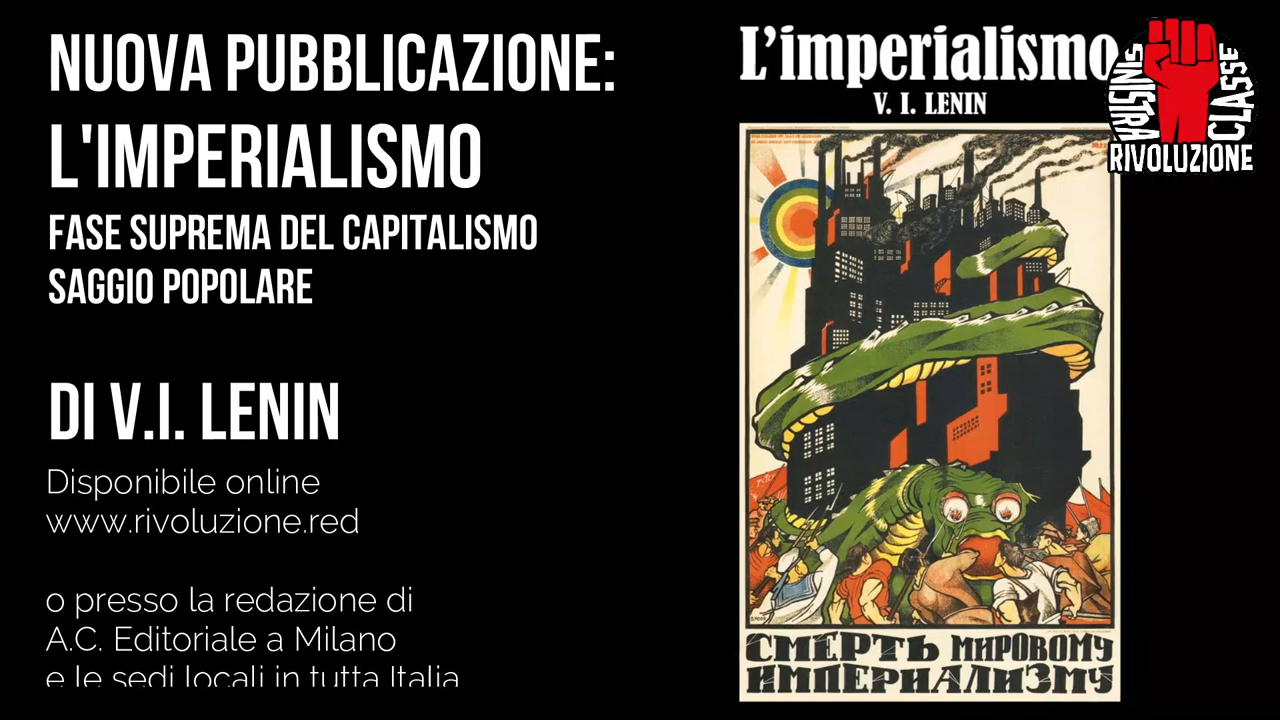 NUOVA PUBBLICAZIONE:
L'IMPERIALISMO
FASE SUPREMA DEL CAPITALISMO
SAGGIO POPOLARE
DI V.I. LENIN
Disponibile online
www.rivoluzione.red
o presso la redazione di
A.C. Editoriale a Milano
e le sedi locali in tutta Italia
L'imperialismo
V. I. LENIN
SINISTRA
CLASSE
RIVOLUZIONE
СМЕРТЬ МИРОВОМУ
ИМПЕРИАЛИЗМУ